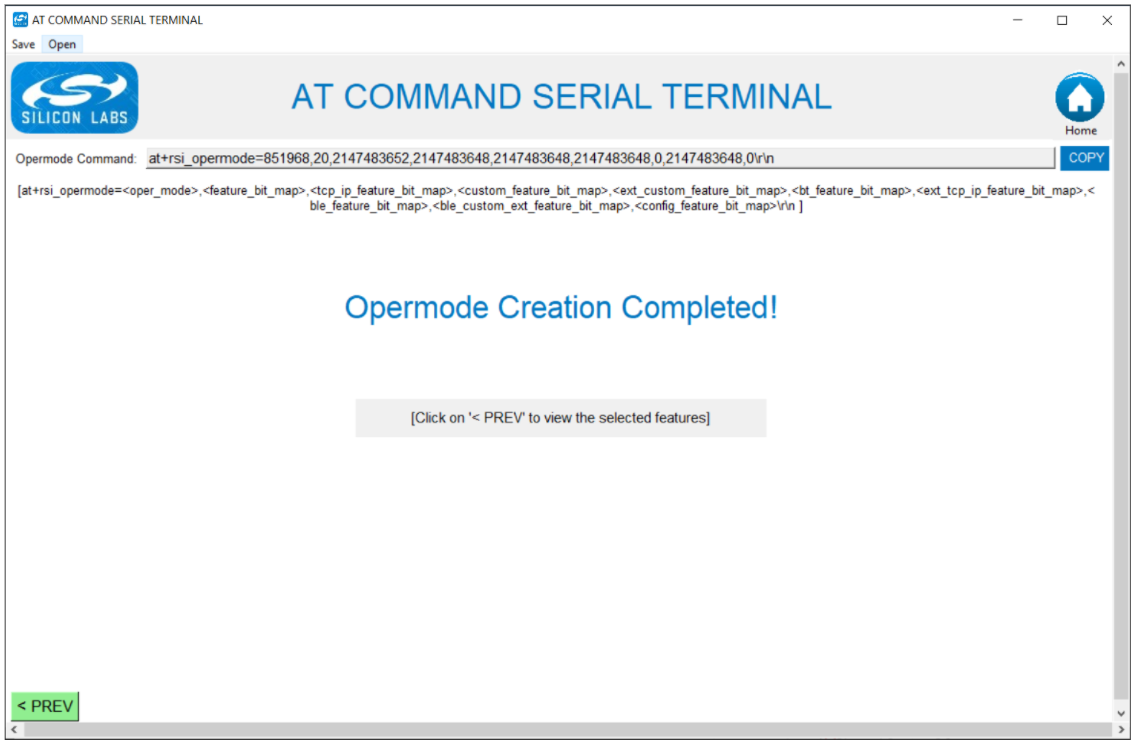 AT COMMAND SERIAL TERMINAL
Save Open
SILICON LABS
AT COMMAND SERIAL TERMINAL
Home
Opermode Command: at+rsi_opermode=851968,20,2147483652,2147483648,2147483648,2147483648,0,2147483648,0\r\n COPY
[at+rsi_opermode=<oper_mode>,<feature_bit_map>,<tcp_ip_feature_bit_map>,<custom_feature_bit_map>,<ext_custom_feature_bit_map>,<bt_feature_bit_map>,<ext_tcp_ip_feature_bit_map>,<
ble_feature_bit_map>,<ble_custom_ext_feature_bit_map>,<config_feature_bit_map>\r\n ]
Opermode Creation Completed!
[Click on '< PREV' to view the selected features]
< PREV